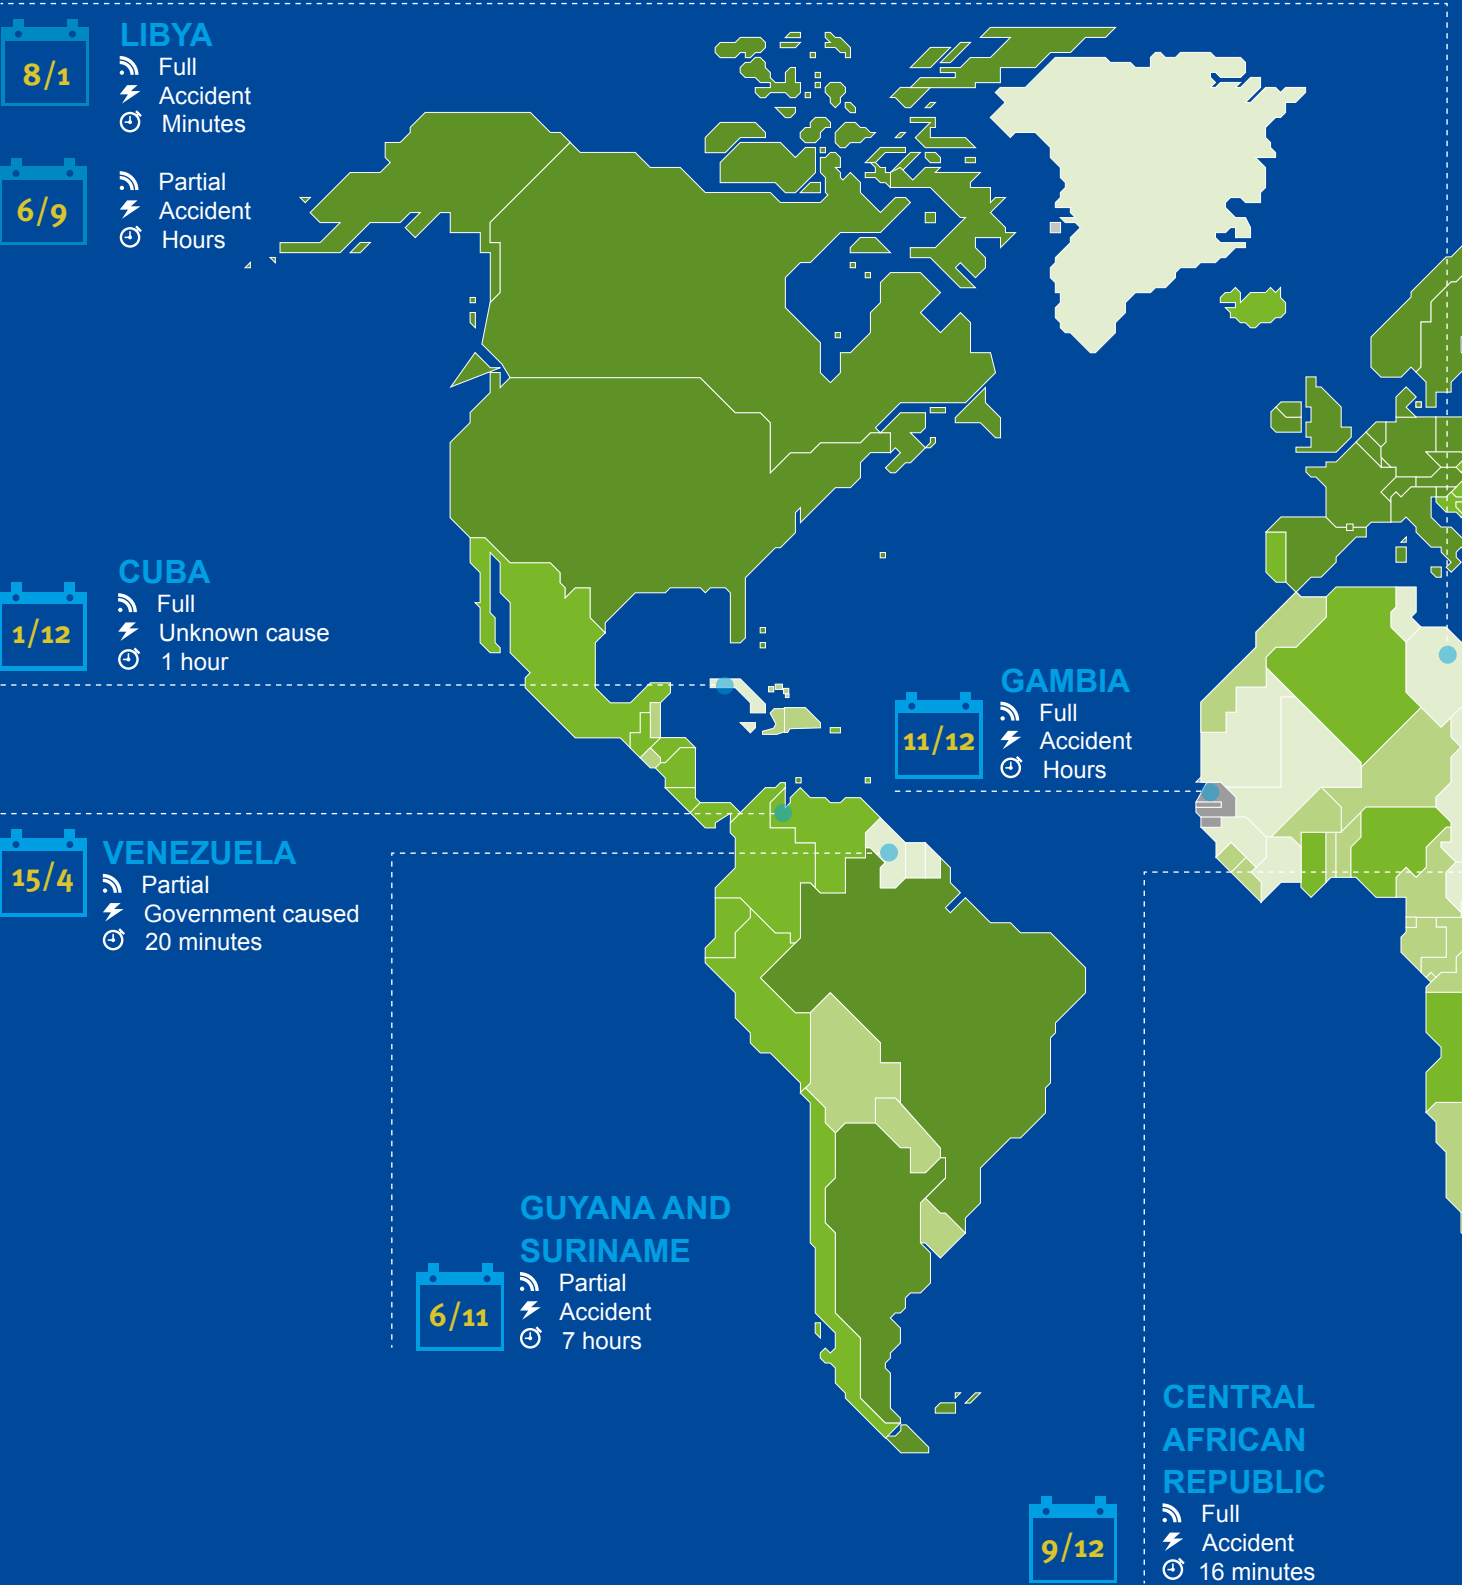 LIBYA
8/1
Full
Accident
Minutes
6/9
Partial
Accident
Hours
CUBA
1/12
Full
Unknown cause
1 hour
GAMBIA
11/12
Full
Accident
Hours
VENEZUELA
15/4
Partial
Government caused
20 minutes
GUYANA AND
SURINAME
6/11
Partial
Accident
7 hours
CENTRAL
AFRICAN
REPUBLIC
9/12
Full
Accident
16 minutes